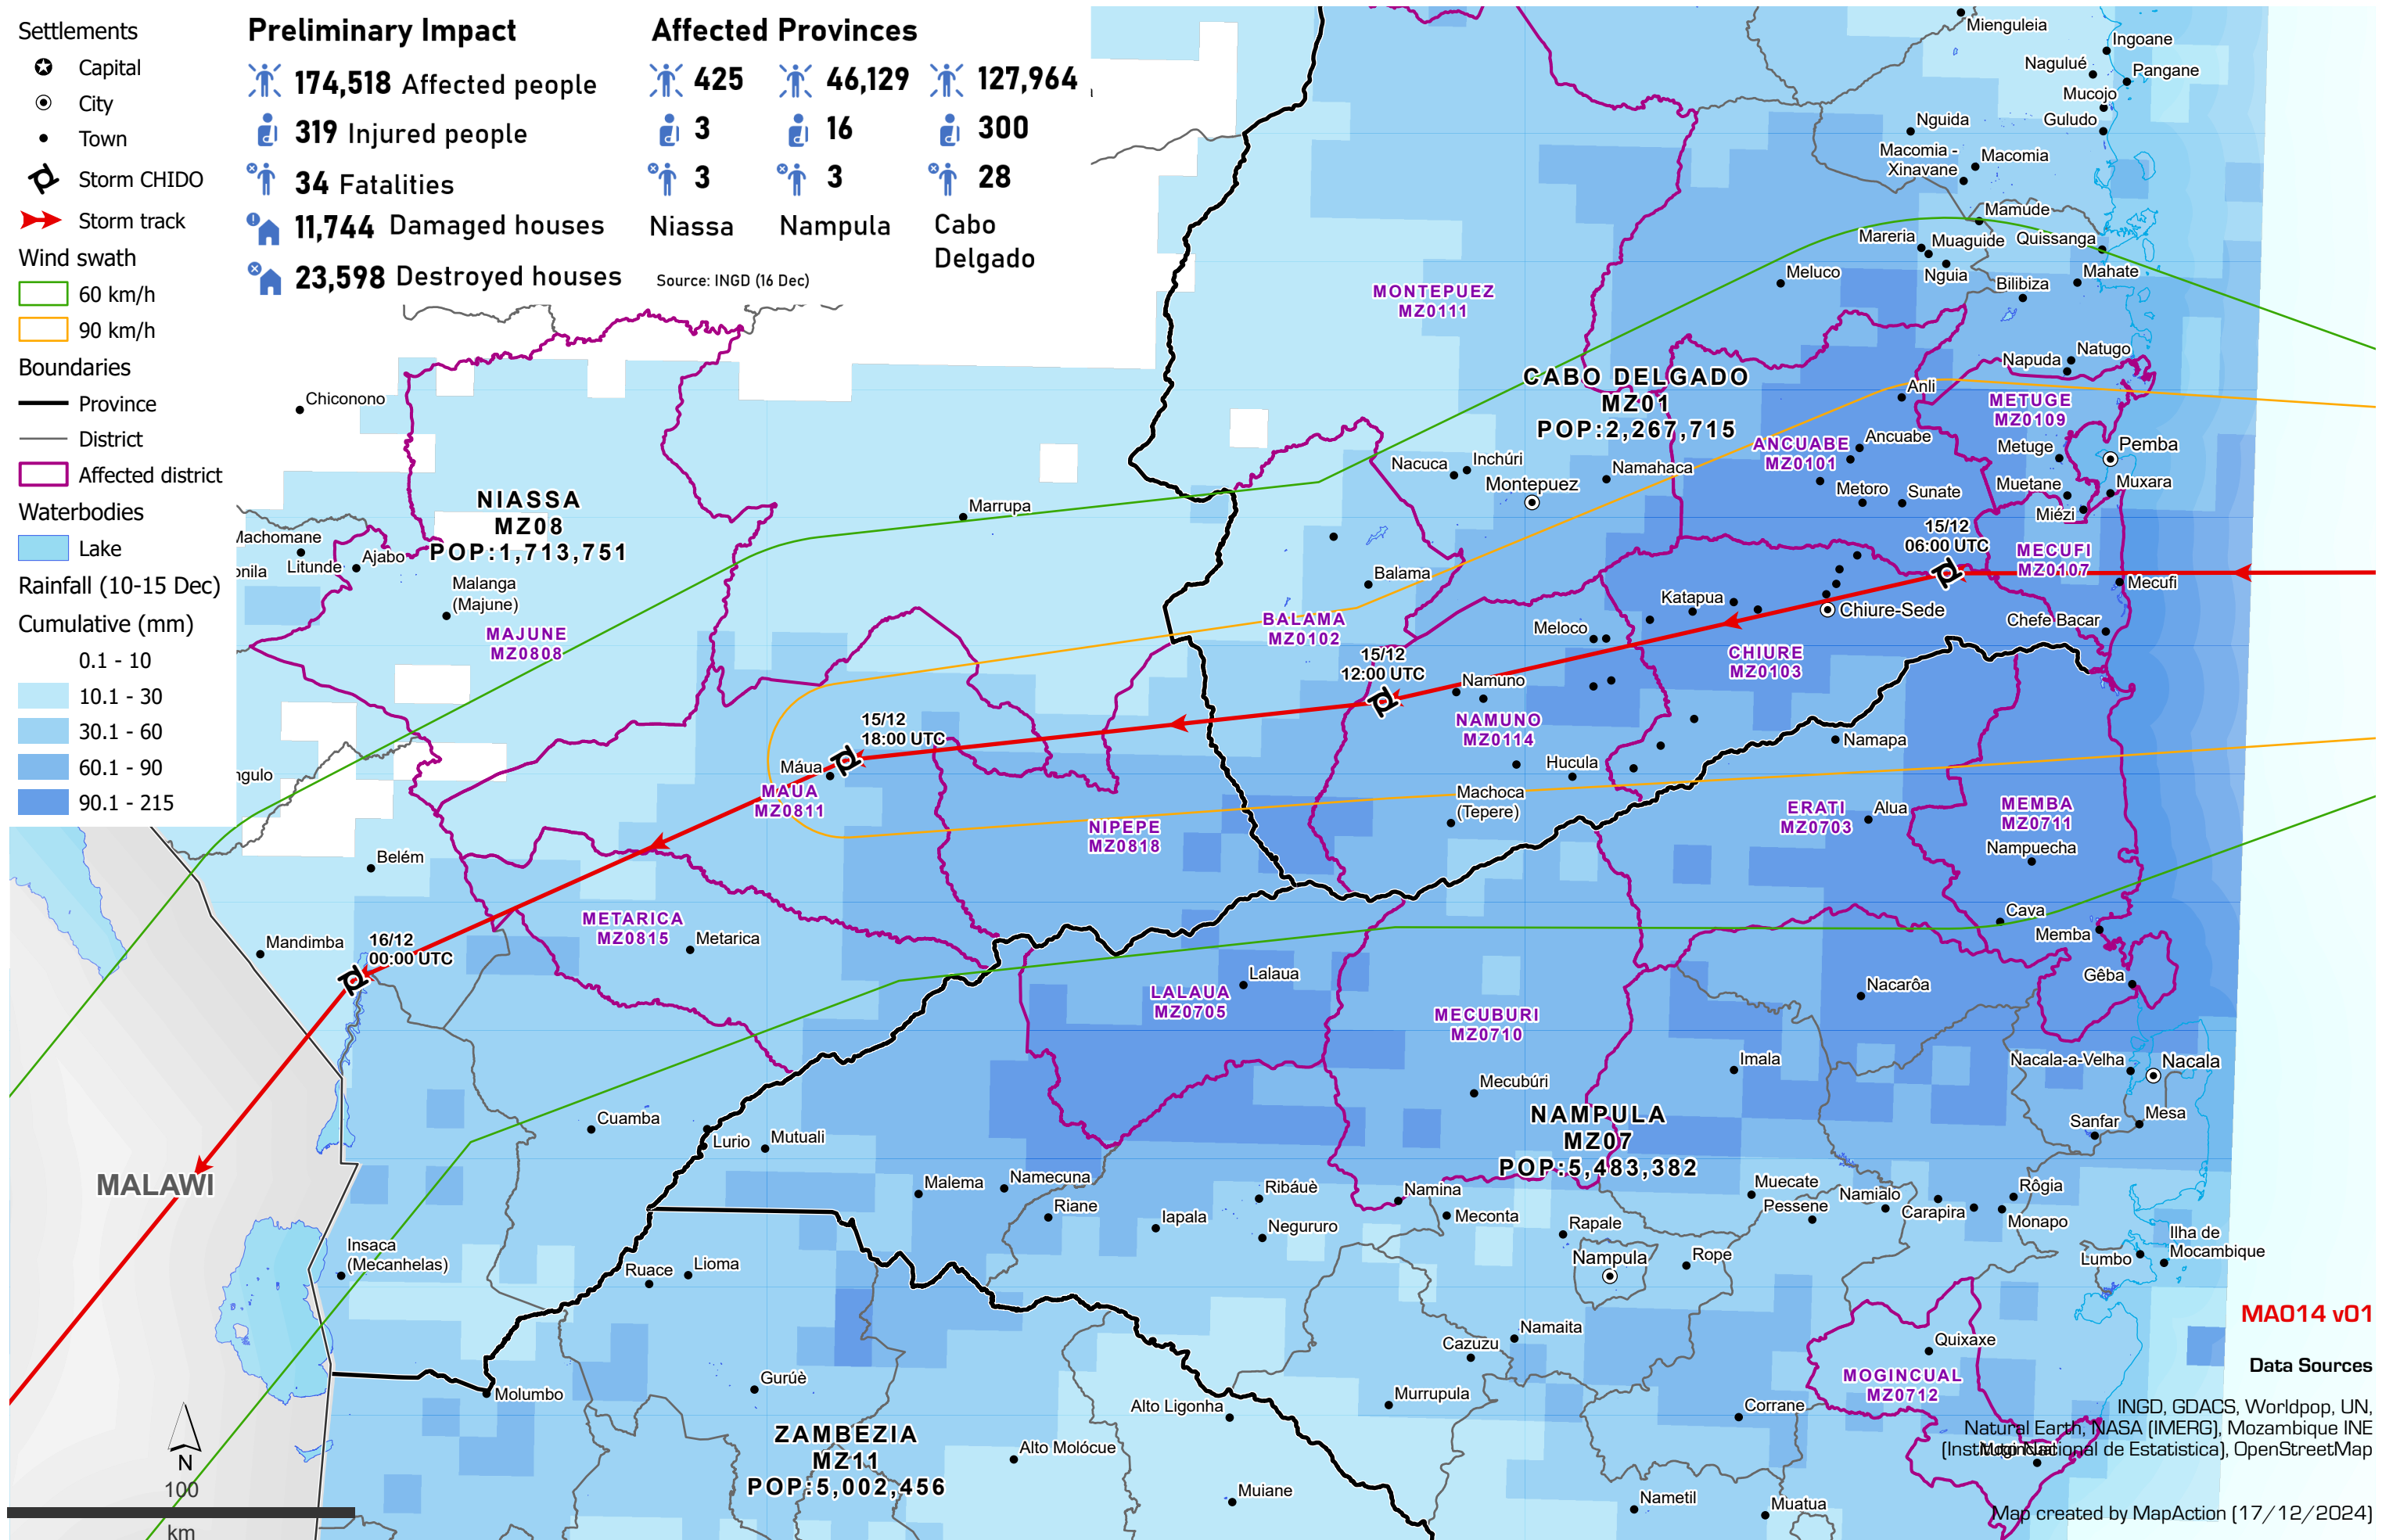 Settlements
Capital
City
Town
Storm CHIDO
Storm track
Wind swath
60 km/h
90 km/h
Boundaries
Province
District
Affected district
Waterbodies
Lake
Rainfall (10-15 Dec)
Cumulative (mm)
0.1 - 10
10.1 - 30
30.1 - 60
60.1 - 90
90.1 - 215
Preliminary Impact
174,518 Affected people
319 Injured people
34 Fatalities
11,744 Damaged houses
23,598 Destroyed houses
Affected Provinces
425 46,129 127,964
3 16 300
3 3 28
Niassa Nampula Cabo
Delgado
Source: INGD (16 Dec)
Mienguleia
Ingoane
Nagulué
Pangane
Mucojo
Guludo
Nguida
Macomia -
Xinavane
Macomia
Mamude
Mareria
Muaguide
Quissanga
Nguia
Meluco
Mahate
Bilibiza
MONTEPUEZ
MZ0111
Natugo
Napuda
CABO DELGADO
MZ01
POP:2,267,715
Anli
METUGE
MZ0109
Chiconono
ANCUABE
MZ0101
Ancuabe
Metuge
Pemba
Nacuca
Inchúri
Namahaca
Montepuez
Metoro
Sunate
Muetane
Muxara
Miézi
NIASSA
MZ08
POP:1,713,751
Marrupa
15/12
06:00 UTC
Machomane
Ajabo
Litunde
onila
MECUFI
MZ0107
Mecufi
Malanga
(Majune)
Balama
Katapua
Chiure-Sede
Chefe Bacar
MAJUNE
MZ0808
BALAMA
MZ0102
Meloco
15/12
12:00 UTC
CHIURE
MZ0103
Namuno
15/12
18:00 UTC
NAMUNO
MZ0114
Namapa
ngulo
Máua
Hucula
MAUA
MZ0811
Machoca
(Tepere)
NIPEPE
MZ0818
ERATI
MZ0703
Alua
MEMBA
MZ0711
Nampuecha
Belém
METARICA
MZ0815
Metarica
Cava
Memba
Mandimba
16/12
00:00 UTC
Lalaua
LALAUA
MZ0705
Nacarôa
Gêba
MECUBURI
MZ0710
Imala
Nacala-a-Velha
Nacala
Mecubúri
Cuamba
Lurio
Mutuali
NAMPULA
MZ07
POP:5,483,382
Mesa
Sanfar
MALAWI
Malema
Namecuna
Riane
Iapala
Ribáuè
Negururo
Namina
Meconta
Muecate
Pessene
Namialo
Carapira
Rôgia
Monapo
Rapale
Nampula
Rope
Ilha de
Mocambique
Lumbo
Insaca
(Mecanhelas)
Ruace
Lioma
Namaita
Cazuzu
Quixaxe
MOGINCUAL
MZ0712
Molumbo
Gurúè
Alto Ligonha
Murrupula
Corrane
ZAMBEZIA
MZ11
POP:5,002,456
Alto Molócue
Muiane
Nametil
Muatua
N
100
km
MA014 v01
Data Sources
INGD, GDACS, Worldpop, UN,
Natural Earth, NASA (IMERG), Mozambique INE
(Instituto Nacional de Estatistica), OpenStreetMap
Map created by MapAction (17/12/2024)